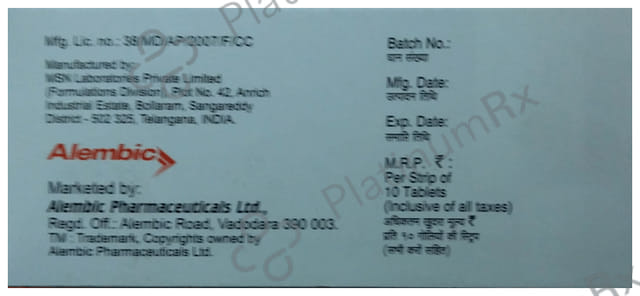 Mfg. Lic. no.: 38/MD/AP/2007/F/CC
Manufactured by:
MSN Laboratories Private Limited
(Formulations Division), Plot No. 42, Anrich
Industrial Estate, Bollaram, Sangareddy
District - 502 325, Telangana, INDIA.
Alembic
Marketed by:
Alembic Pharmaceuticals Ltd.,
Regd. Off.: Alembic Road, Vadodara 390 003.
TM : Trademark, Copyrights owned by
Alembic Pharmaceuticals Ltd.
Batch No.:
घान संख्या
Mfg. Date:
उत्पादन तिथि
Exp. Date:
समाप्ति तिथि
M.R.P. ₹ :
Per Strip of
10 Tablets
(Inclusive of all taxes)
अधिकतम खुदरा मूल्य ₹
प्रति १० गोलियों की स्ट्रिप
(सभी करों सहित)
PlatinumRx